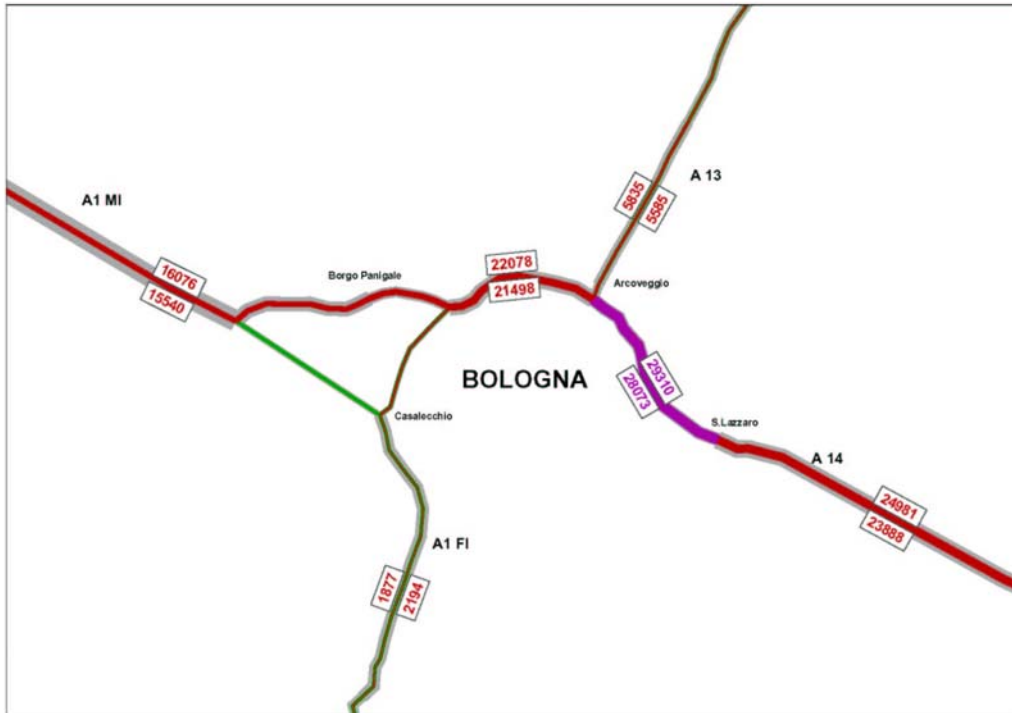 A1 MI
A 13
5835
5585
16076
15540
Borgo Panigale
22078
21498
Arcoveggio
BOLOGNA
29310
28073
Casalecchio
S.Lazzaro
A 14
24981
23888
A1 FI
1877
2194